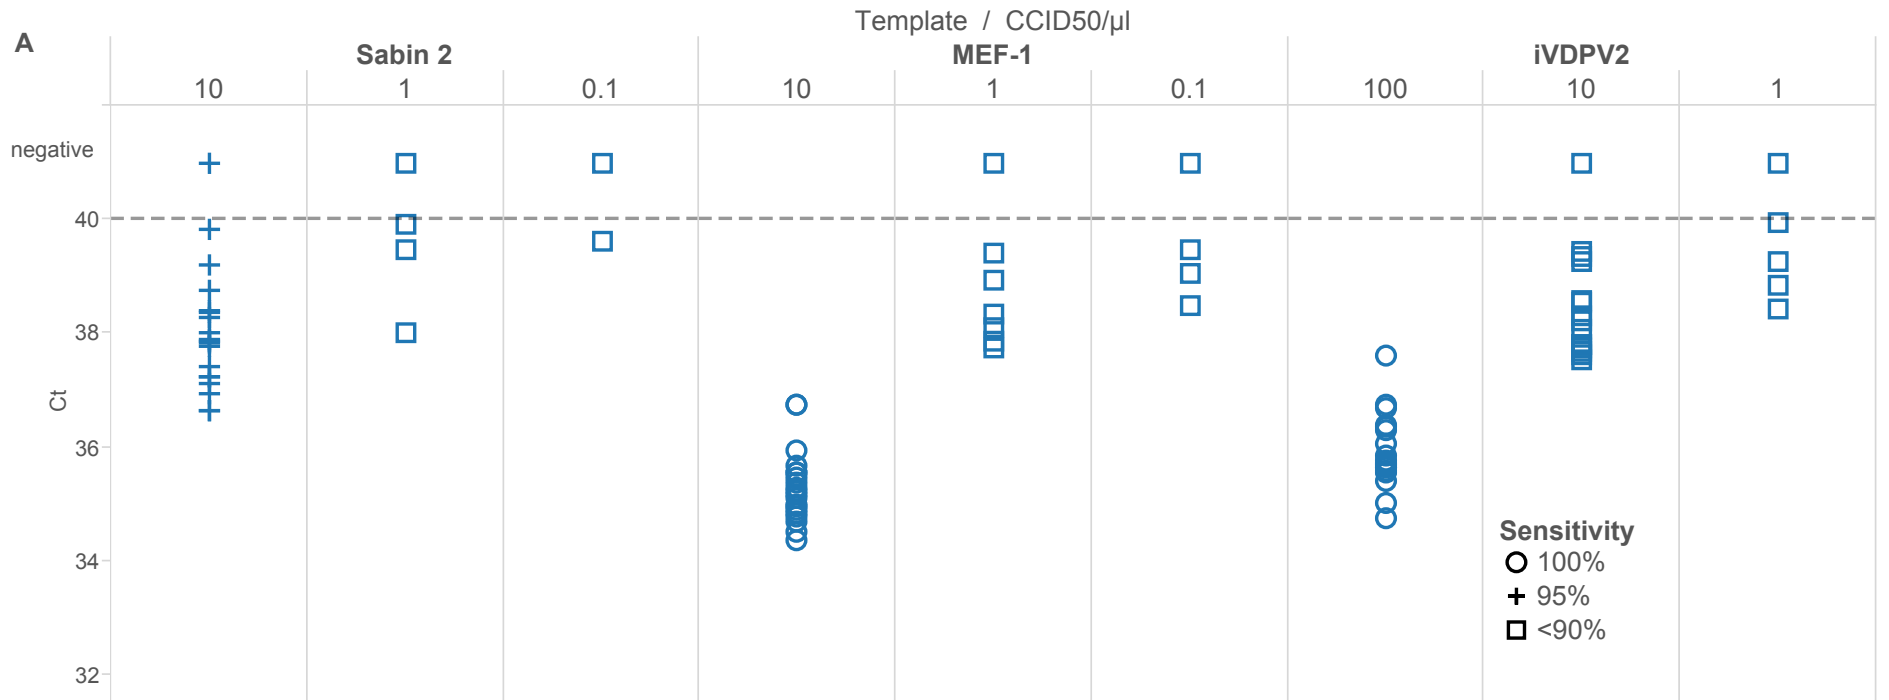 Template / CCID50/µl
A
Sabin 2 MEF-1 iVDPV2
10 1 0.1 10 1 0.1 100 10 1
negative
40
38
Ct
36
34
32
Sensitivity
100%
95%
<90%